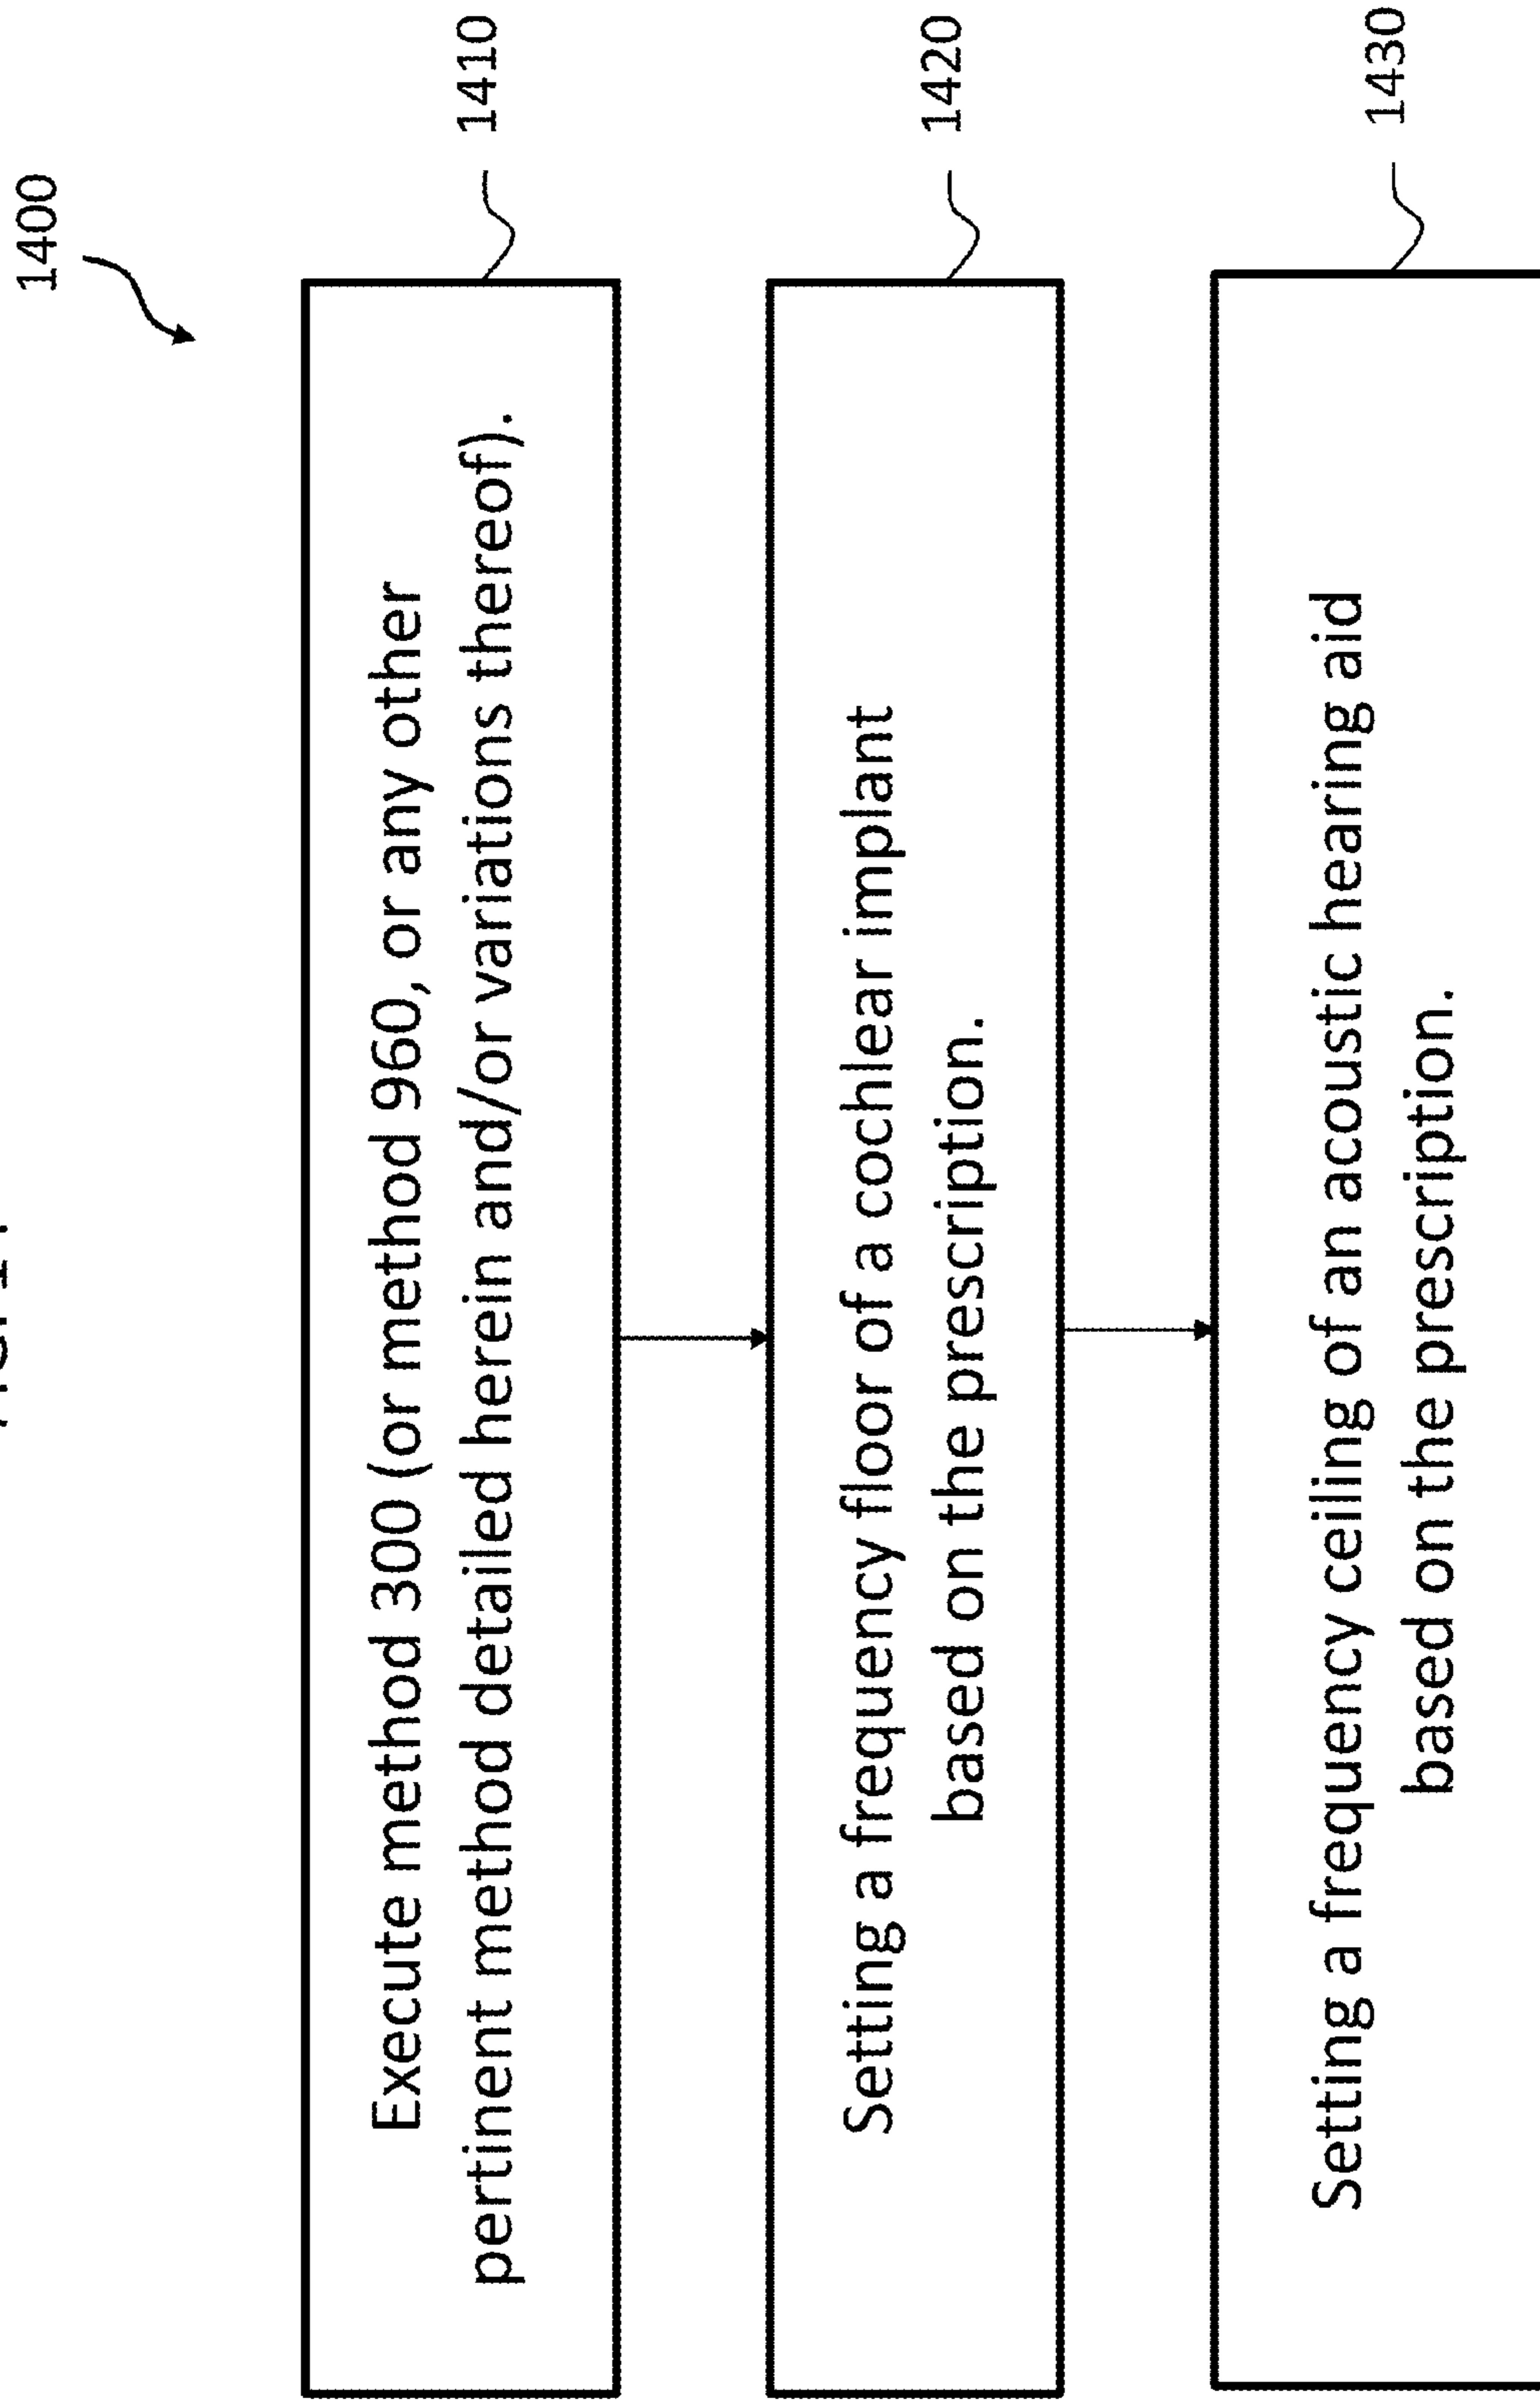 1400
Execute method 300 (or method 960, or any other
pertinent method detailed herein and/or variations thereof).
1410
Setting a frequency floor of a cochlear implant
based on the prescription.
1420
Setting a frequency ceiling of an acoustic hearing aid
based on the prescription.
1430